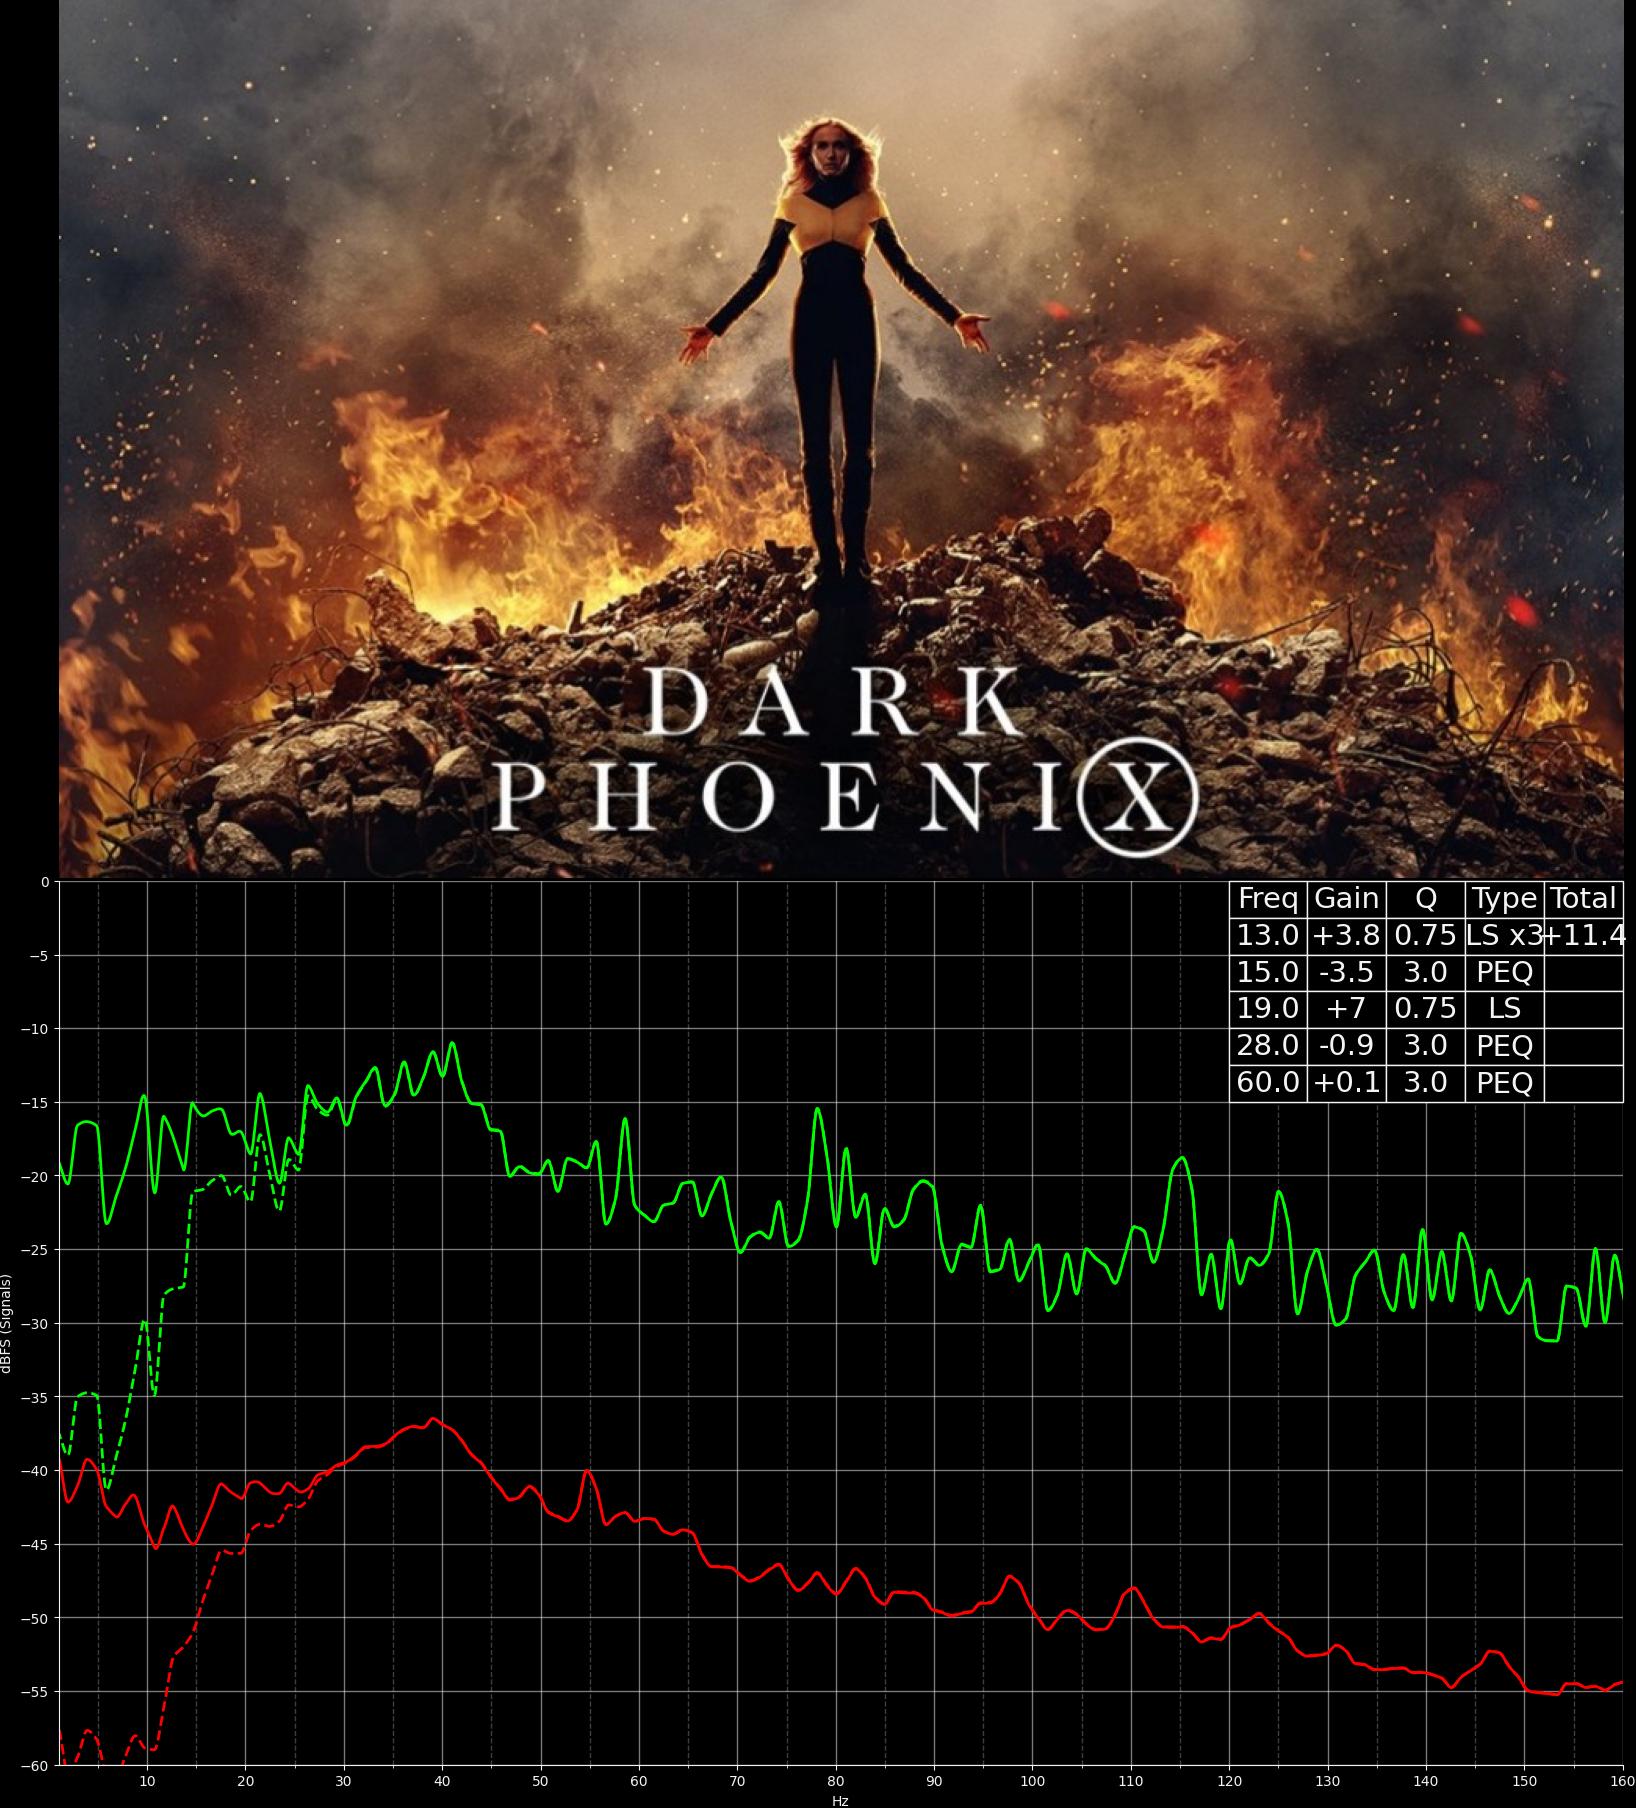 DARK
PHOENIX
Freq Gain Q Type Total
13.0 +3.8 0.75 LS x3 +11.4
15.0 -3.5 3.0 PEQ
19.0 +7 0.75 LS
28.0 -0.9 3.0 PEQ
60.0 +0.1 3.0 PEQ
0
−5
−10
−15
−20
−25
−30
−35
−40
−45
−50
−55
−60
dBFS (Signals)
10 20 30 40 50 60 70 80 90 100 110 120 130 140 150 160
Hz